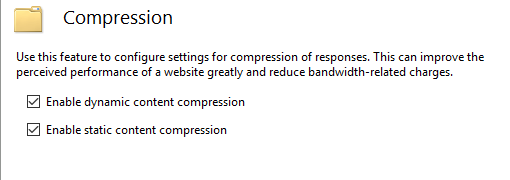 Compression
Use this feature to configure settings for compression of responses. This can improve the
perceived performance of a website greatly and reduce bandwidth-related charges.
Enable dynamic content compression
Enable static content compression